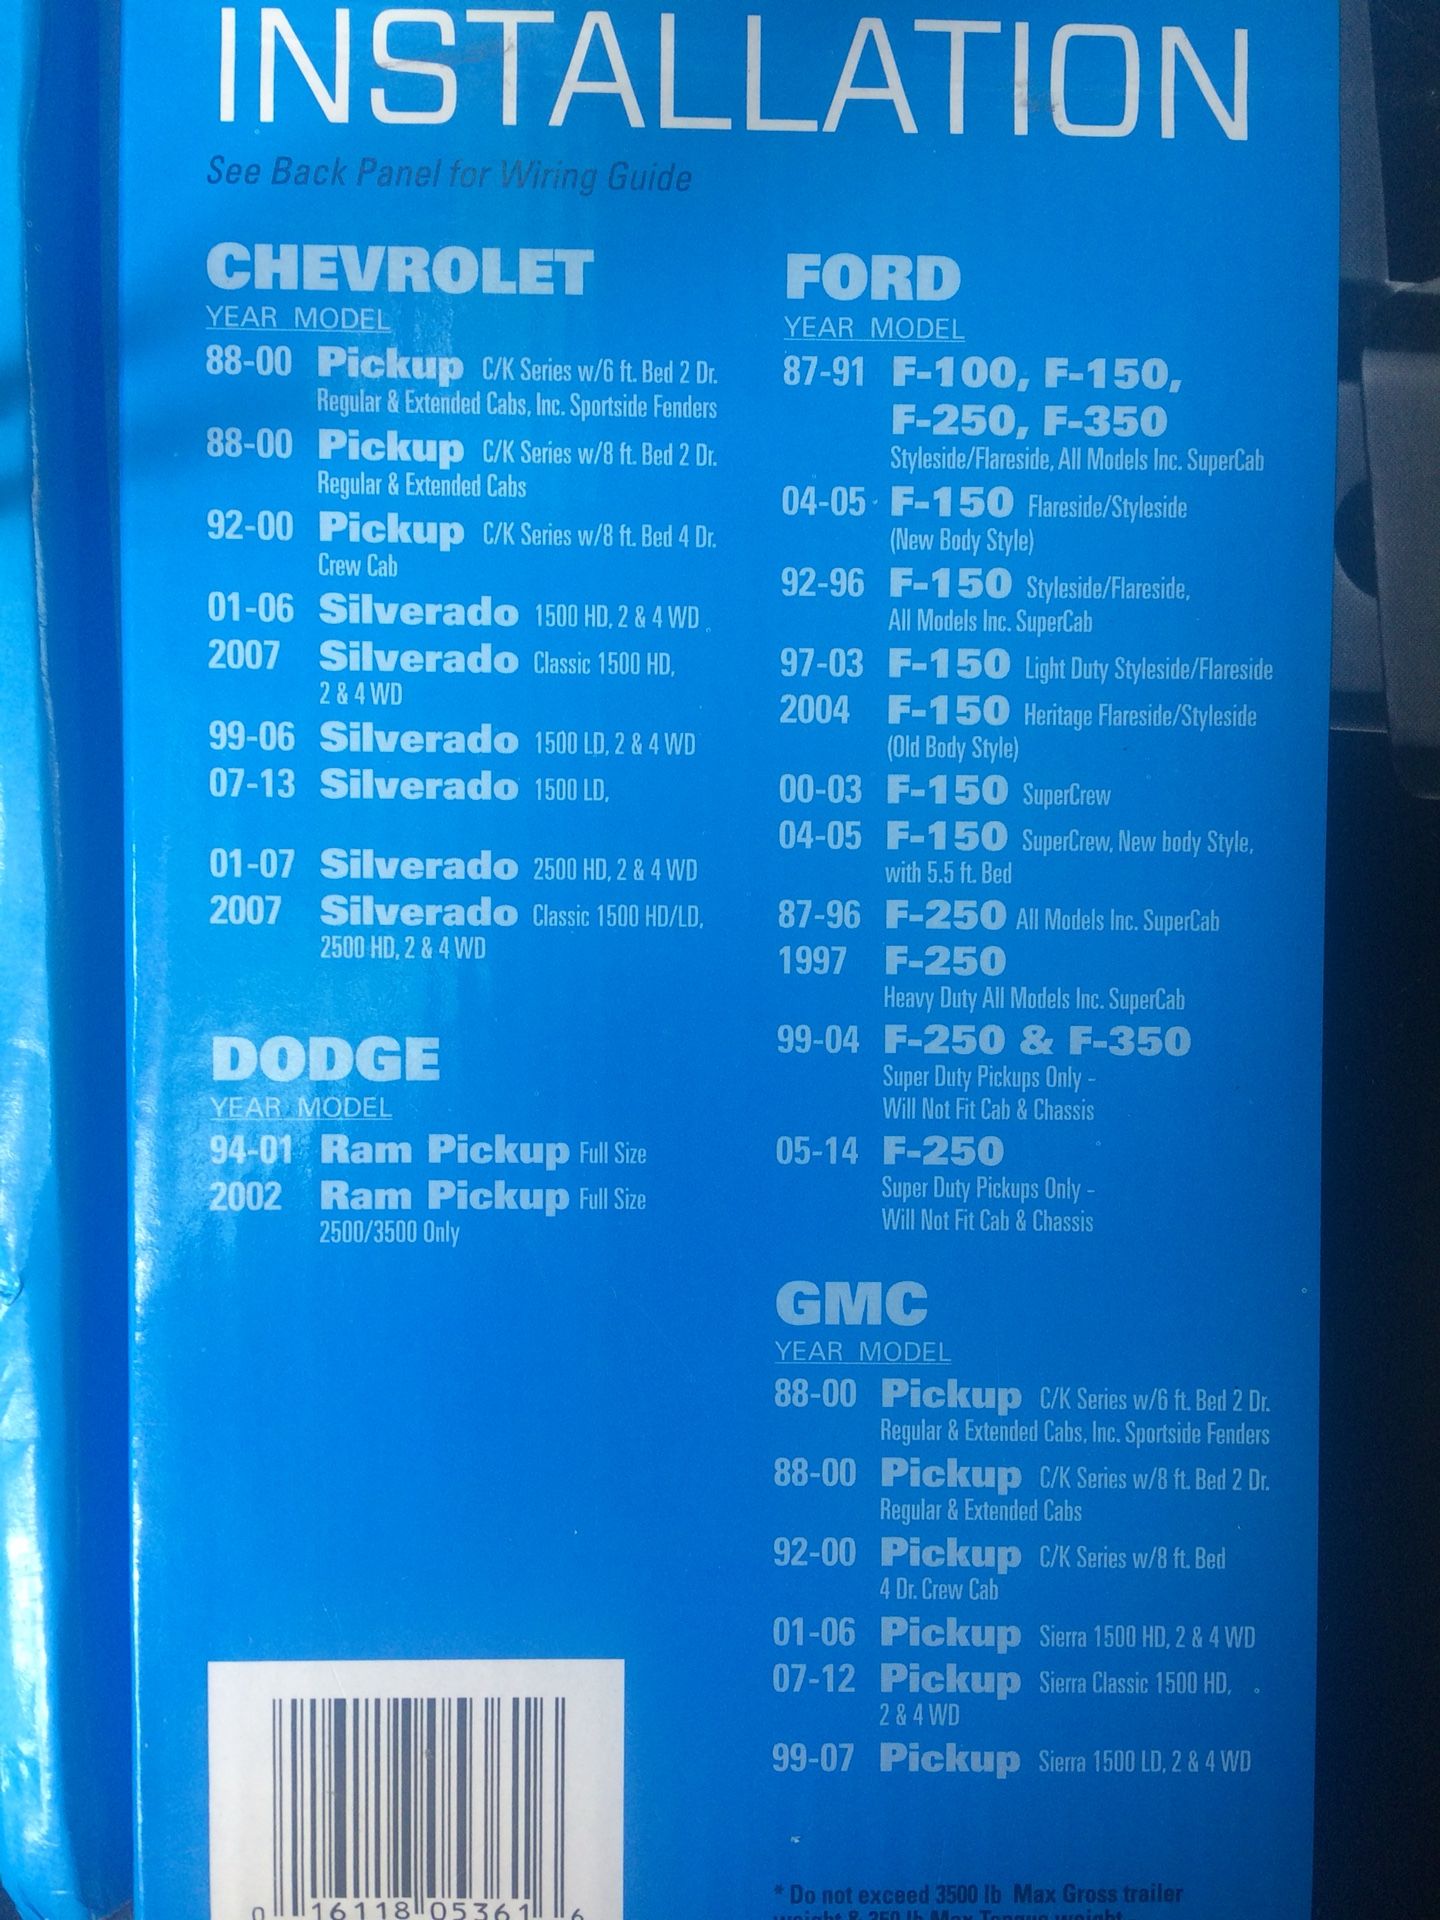 INSTALLATION
See Back Panel for Wiring Guide
CHEVROLET
YEAR MODEL
88-00 Pickup C/K Series w/6 ft. Bed 2 Dr.
Regular & Extended Cabs, Inc. Sportside Fenders
88-00 Pickup C/K Series w/8 ft. Bed 2 Dr.
Regular & Extended Cabs
92-00 Pickup C/K Series w/8 ft. Bed 4 Dr.
Crew Cab
01-06 Silverado 1500 HD, 2 & 4 WD
2007 Silverado Classic 1500 HD,
2 & 4 WD
99-06 Silverado 1500 LD, 2 & 4 WD
07-13 Silverado 1500 LD,
01-07 Silverado 2500 HD, 2 & 4 WD
2007 Silverado Classic 1500 HD/LD,
2500 HD, 2 & 4 WD
DODGE
YEAR MODEL
94-01 Ram Pickup Full Size
2002 Ram Pickup Full Size
2500/3500 Only
FORD
YEAR MODEL
87-91 F-100, F-150,
F-250, F-350
Styleside/Flareside, All Models Inc. SuperCab
04-05 F-150 Flareside/Styleside
(New Body Style)
92-96 F-150 Styleside/Flareside,
All Models Inc. SuperCab
97-03 F-150 Light Duty Styleside/Flareside
2004 F-150 Heritage Flareside/Styleside
(Old Body Style)
00-03 F-150 SuperCrew
04-05 F-150 SuperCrew, New body Style,
with 5.5 ft. Bed
87-96 F-250 All Models Inc. SuperCab
1997 F-250
Heavy Duty All Models Inc. SuperCab
99-04 F-250 & F-350
Super Duty Pickups Only -
Will Not Fit Cab & Chassis
05-14 F-250
Super Duty Pickups Only -
Will Not Fit Cab & Chassis
GMC
YEAR MODEL
88-00 Pickup C/K Series w/6 ft. Bed 2 Dr.
Regular & Extended Cabs, Inc. Sportside Fenders
88-00 Pickup C/K Series w/8 ft. Bed 2 Dr.
Regular & Extended Cabs
92-00 Pickup C/K Series w/8 ft. Bed
4 Dr. Crew Cab
01-06 Pickup Sierra 1500 HD, 2 & 4 WD
07-12 Pickup Sierra Classic 1500 HD,
2 & 4 WD
99-07 Pickup Sierra 1500 LD, 2 & 4 WD
* Do not exceed 3500 lb Max Gross trailer
weight & 350 lb Max Tongue weight
0 16118 05361 6